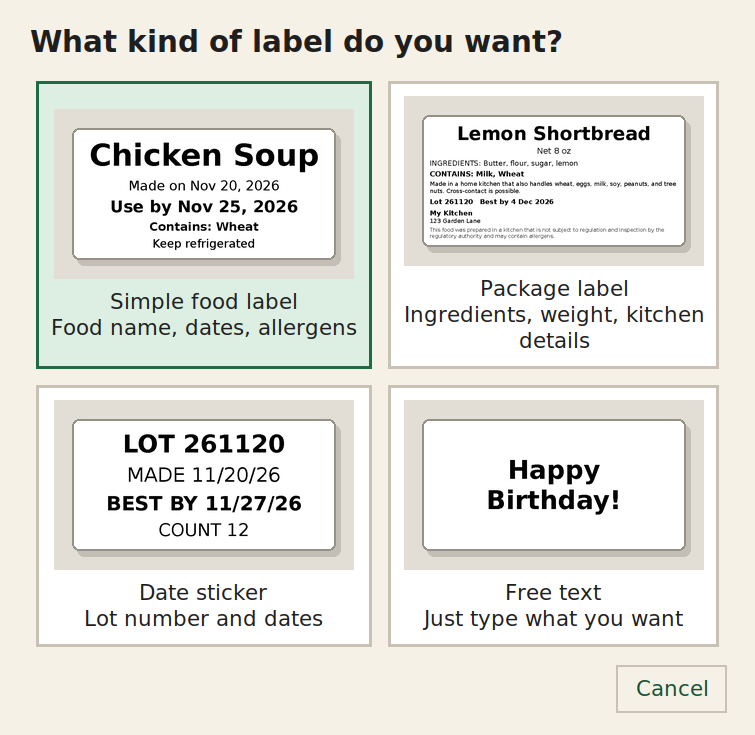 What kind of label do you want?
Chicken Soup
Made on Nov 20, 2026
Use by Nov 25, 2026
Contains: Wheat
Keep refrigerated
Simple food label
Food name, dates, allergens
Lemon Shortbread
Net 8 oz
INGREDIENTS: Butter, flour, sugar, lemon
CONTAINS: Milk, Wheat
Made in a home kitchen that also handles wheat, eggs, milk, soy, peanuts, and tree
nuts. Cross-contact is possible.
Lot 261120 Best by 4 Dec 2026
My Kitchen
123 Garden Lane
This food was prepared in a kitchen that is not subject to regulation and inspection by the
regulatory authority and may contain allergens.
Package label
Ingredients, weight, kitchen
details
LOT 261120
MADE 11/20/26
BEST BY 11/27/26
COUNT 12
Date sticker
Lot number and dates
Happy
Birthday!
Free text
Just type what you want
Cancel